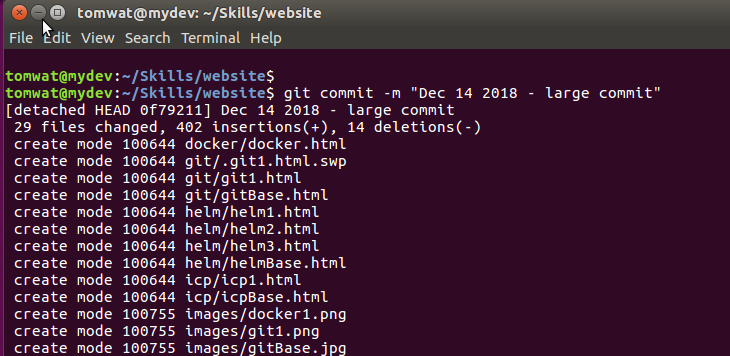 tomwat@mydev: ~/Skills/website
File Edit View Search Terminal Help
tomwat@mydev:~/Skills/website$
tomwat@mydev:~/Skills/website$ git commit -m "Dec 14 2018 - large commit"
[detached HEAD 0f79211] Dec 14 2018 - large commit
 29 files changed, 402 insertions(+), 14 deletions(-)
 create mode 100644 docker/docker.html
 create mode 100644 git/.git1.html.swp
 create mode 100644 git/git1.html
 create mode 100644 git/gitBase.html
 create mode 100644 helm/helm1.html
 create mode 100644 helm/helm2.html
 create mode 100644 helm/helm3.html
 create mode 100644 helm/helmBase.html
 create mode 100644 icp/icp1.html
 create mode 100644 icp/icpBase.html
 create mode 100755 images/docker1.png
 create mode 100755 images/git1.png
 create mode 100755 images/gitBase.jpg